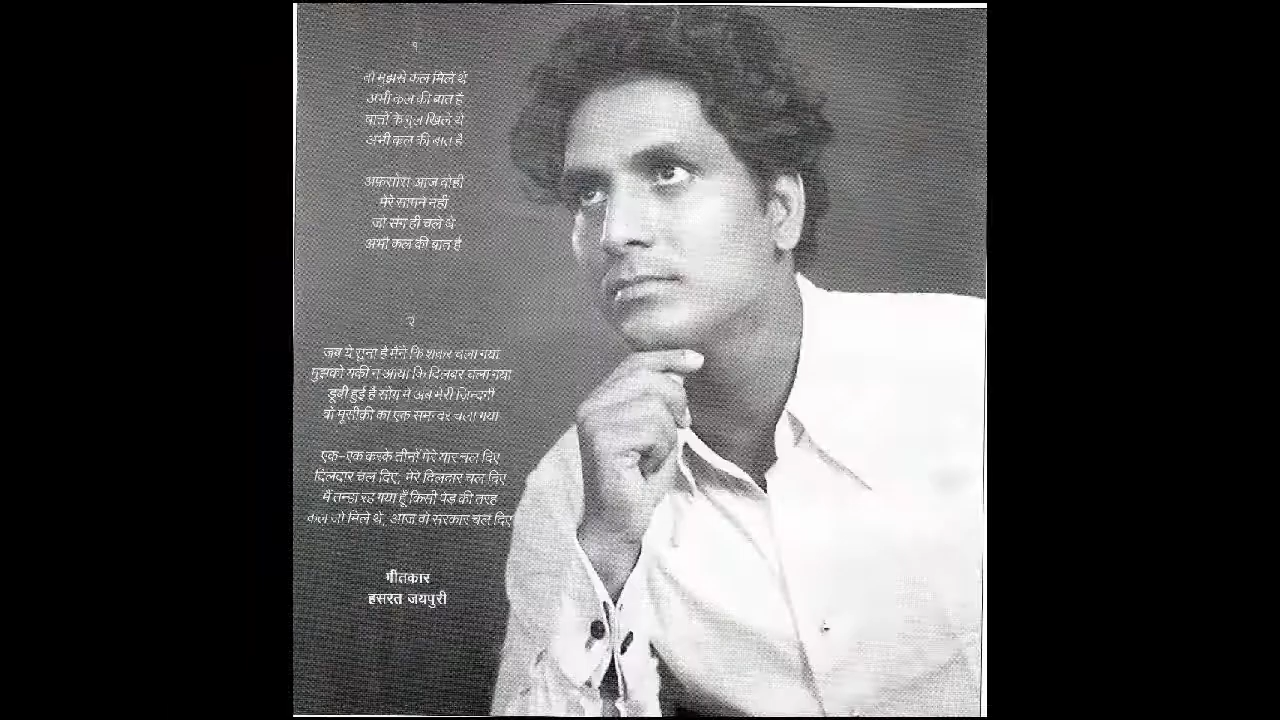 १
वो मुझसे कल मिले थे
अभी कल की बात है
बातों के गुल खिले थे
अभी कल की बात है
अफ़सोस आज वोही
मेरे सामने नहीं
जो संग ही चले थे
अभी कल की बात है
२
जब ये सुना है मैंने कि शंकर चला गया
मुझको यकीं न आया कि दिलबर चला गया
डूबी हुई है सोग में अब मेरी ज़िन्दगी
वो मूसीकी का एक समन्दर चला गया
एक-एक करके तीनों मेरे यार चल दिए
दिलदार चल दिए, मेरे दिलदार चल दिए
मैं तन्हा रह गया हूँ किसी पेड़ की तरह
कल जो मिले थे, आज वो सरकार चल दिए
गीतकार
हसरत जयपुरी